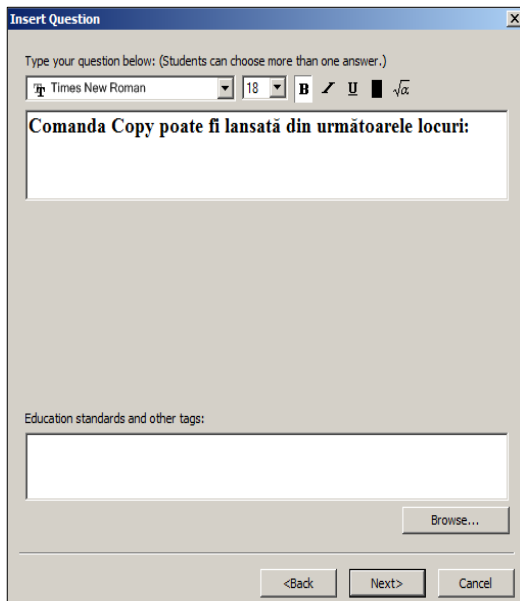 Insert Question
Type your question below: (Students can choose more than one answer.)
Times New Roman 18 B I U √α
Comanda Copy poate fi lansată din următoarele locuri:
Education standards and other tags:
Browse...
<Back Next> Cancel